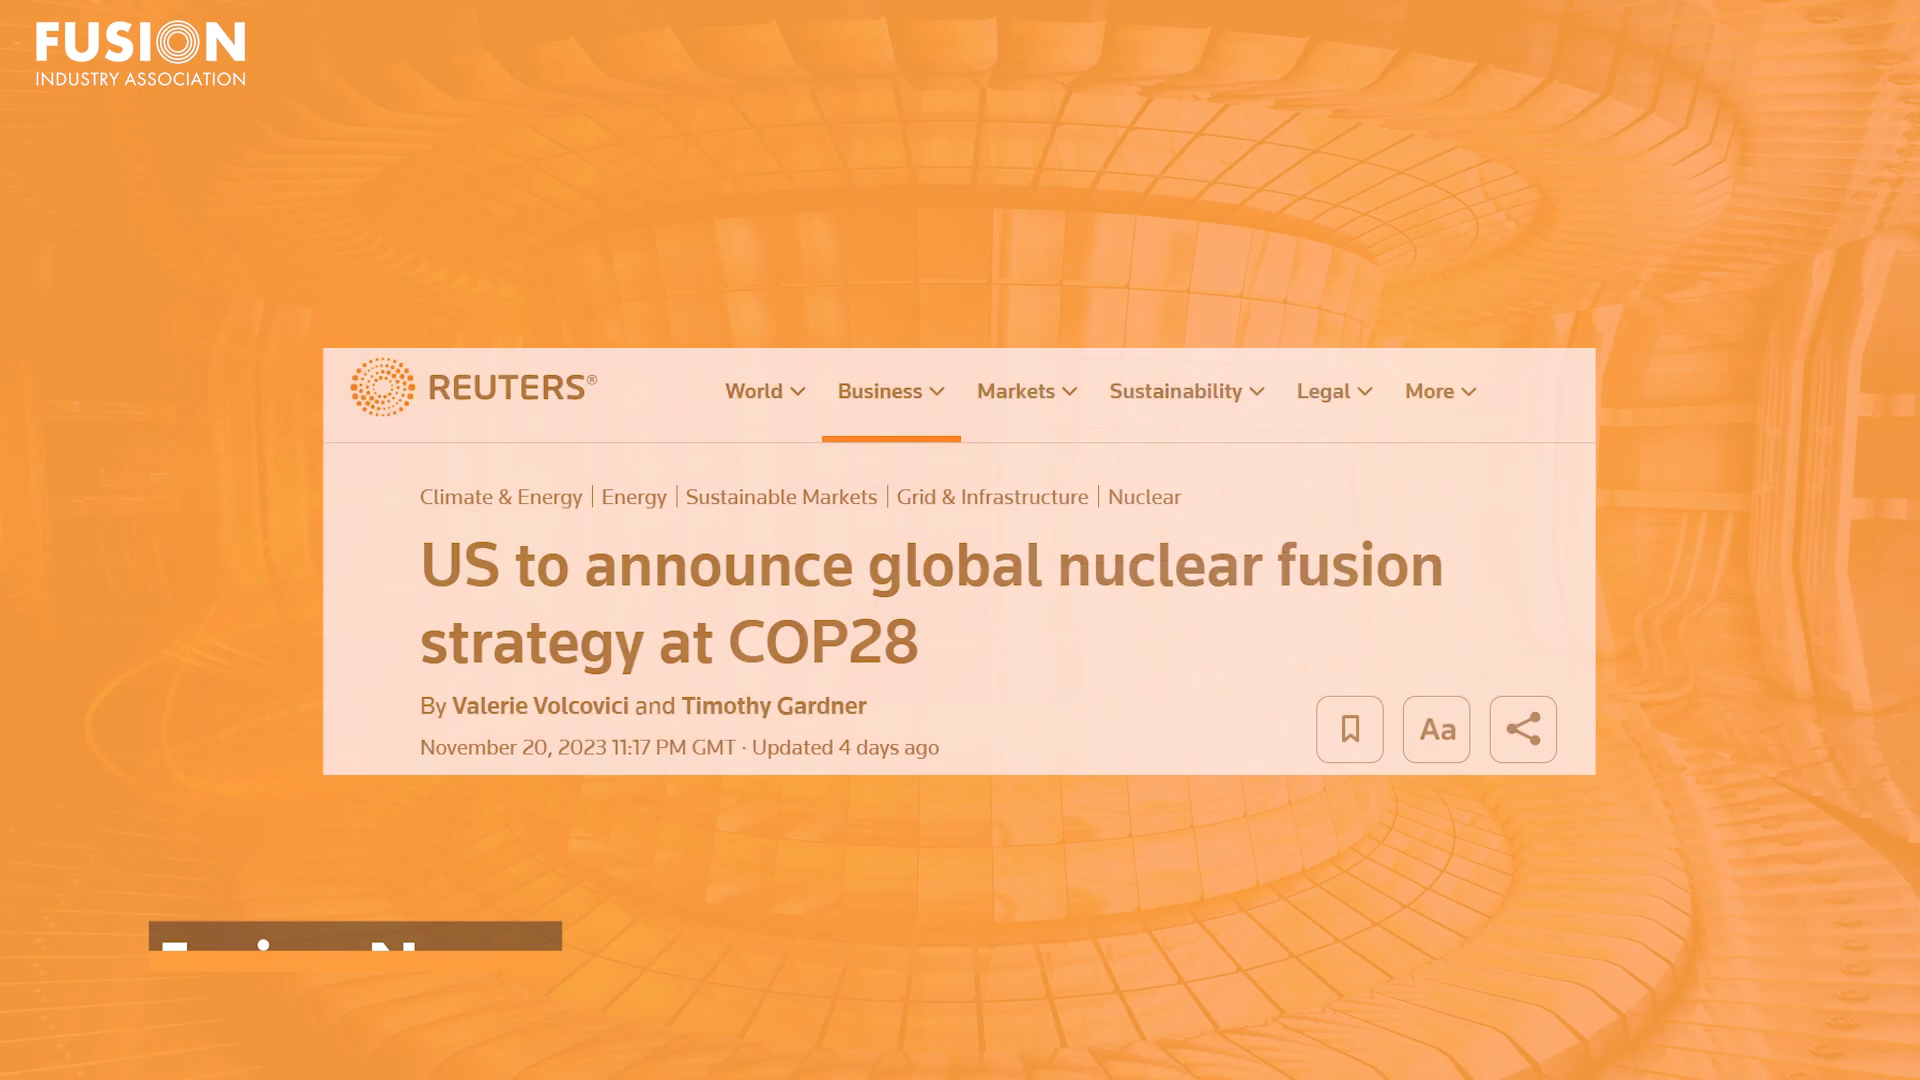 FUSION
INDUSTRY ASSOCIATION
REUTERS®
World Business Markets Sustainability Legal More
Climate & Energy | Energy | Sustainable Markets | Grid & Infrastructure | Nuclear
US to announce global nuclear fusion
strategy at COP28
By Valerie Volcovici and Timothy Gardner
November 20, 2023 11:17 PM GMT · Updated 4 days ago
Aa